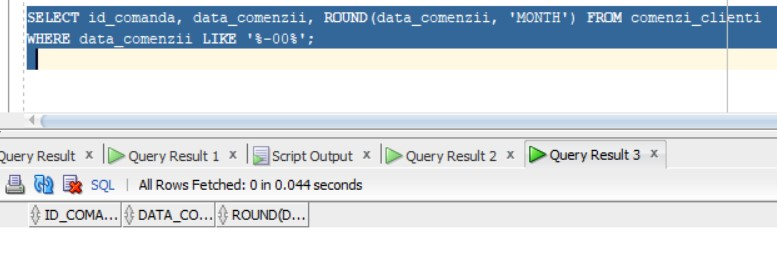 SELECT id_comanda, data_comenzii, ROUND(data_comenzii, 'MONTH') FROM comenzi_clienti
WHERE data_comenzii LIKE '%-00%';
Query Result x Query Result 1 x Script Output x Query Result 2 x Query Result 3 x
SQL | All Rows Fetched: 0 in 0.044 seconds
ID_COMA... DATA_CO... ROUND(D...